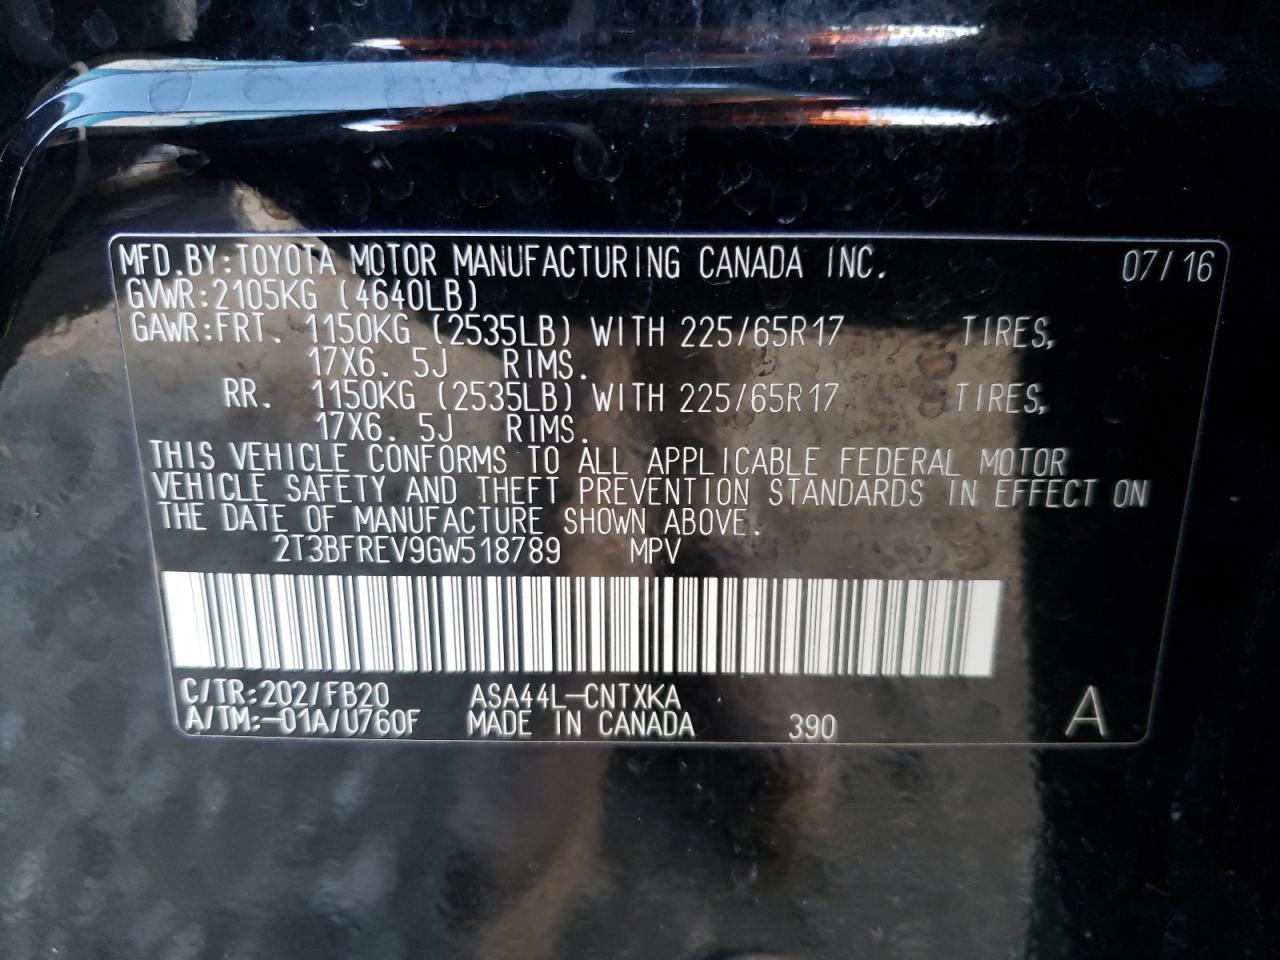 MFD.BY:TOYOTA MOTOR MANUFACTURING CANADA INC. 07/16
GVWR:2105KG (4640LB)
GAWR:FRT. 1150KG (2535LB) WITH 225/65R17 TIRES,
17X6. 5J RIMS.
RR. 1150KG (2535LB) WITH 225/65R17 TIRES,
17X6. 5J RIMS.
THIS VEHICLE CONFORMS TO ALL APPLICABLE FEDERAL MOTOR
VEHICLE SAFETY AND THEFT PREVENTION STANDARDS IN EFFECT ON
THE DATE OF MANUFACTURE SHOWN ABOVE.
2T3BFREV9GW518789 MPV
C/TR:202/FB20 ASA44L-CNTXKA
A/TM:-01A/U760F MADE IN CANADA 390 A